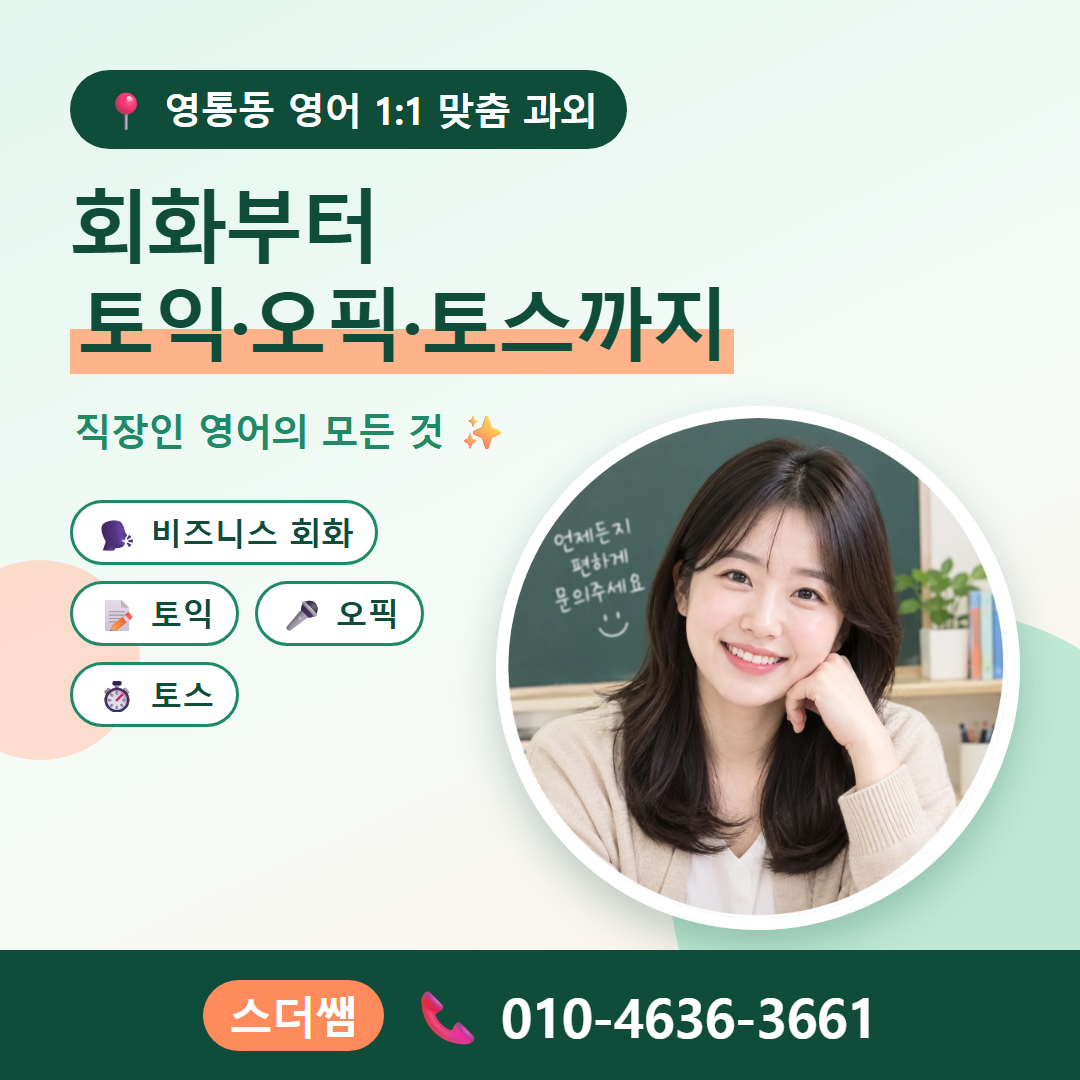 영통동 영어 1:1 맞춤 과외
회화부터
토익·오픽·토스까지
직장인 영어의 모든 것
비즈니스 회화
토익
오픽
토스
언제든지
편하게
문의주세요
스더쌤
010-4636-3661